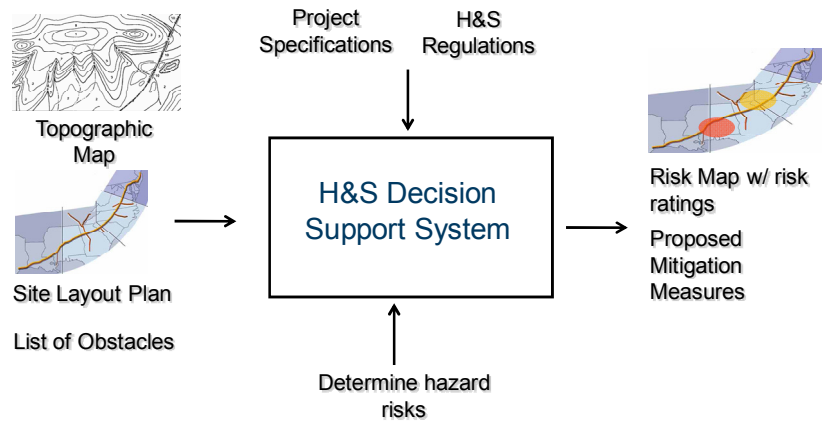 Project
Specifications
H&S
Regulations
Topographic
Map
H&S Decision
Support System
Site Layout Plan
List of Obstacles
Risk Map w/ risk
ratings
Proposed
Mitigation
Measures
Determine hazard
risks